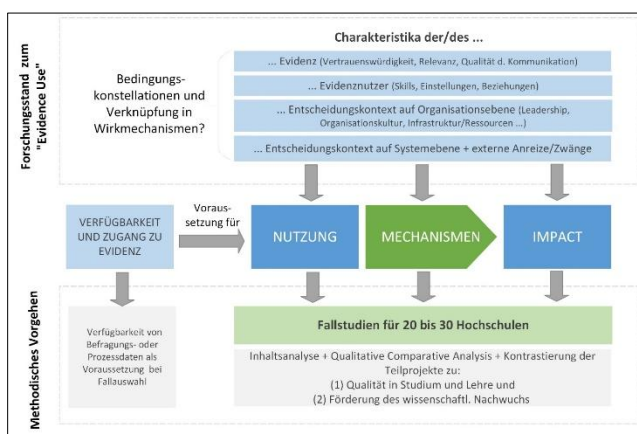 Forschungsstand zum
"Evidence Use"
Charakteristika der/des ...
Bedingungs-
konstellationen und
Verknüpfung in
Wirkmechanismen?
... Evidenz (Vertrauenswürdigkeit, Relevanz, Qualität d. Kommunikation)
... Evidenznutzer (Skills, Einstellungen, Beziehungen)
... Entscheidungskontext auf Organisationsebene (Leadership,
Organisationskultur, Infrastruktur/Ressourcen ...)
... Entscheidungskontext auf Systemebene + externe Anreize/Zwänge
VERFÜGBARKEIT
UND ZUGANG ZU
EVIDENZ
Voraus-
setzung für
NUTZUNG
MECHANISMEN
IMPACT
Methodisches Vorgehen
Verfügbarkeit von
Befragungs- oder
Prozessdaten als
Voraussetzung bei
Fallauswahl
Fallstudien für 20 bis 30 Hochschulen
Inhaltsanalyse + Qualitative Comparative Analysis + Kontrastierung der
Teilprojekte zu:
(1) Qualität in Studium und Lehre und
(2) Förderung des wissenschaftl. Nachwuchs